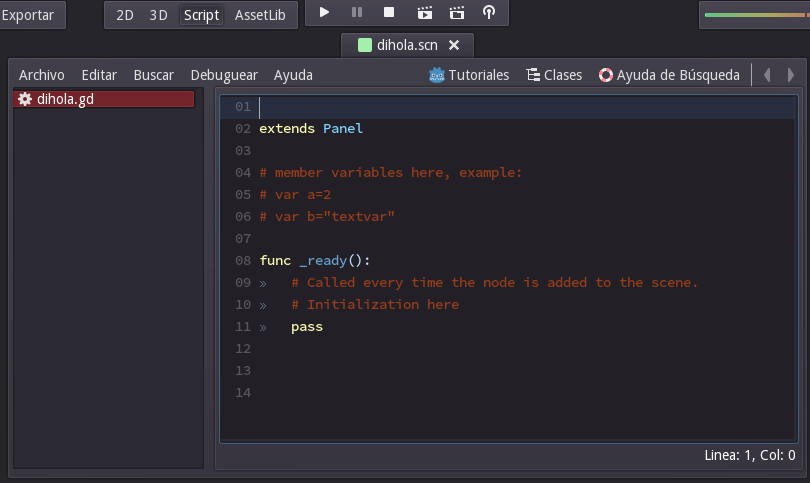 Exportar 2D 3D Script AssetLib
dihola.scn
Archivo Editar Buscar Debuguear Ayuda Tutoriales Clases Ayuda de Búsqueda
dihola.gd
01
02 extends Panel
03
04 # member variables here, example:
05 # var a=2
06 # var b="textvar"
07
08 func _ready():
09 » # Called every time the node is added to the scene.
10 » # Initialization here
11 » pass
12
13
14
Linea: 1, Col: 0